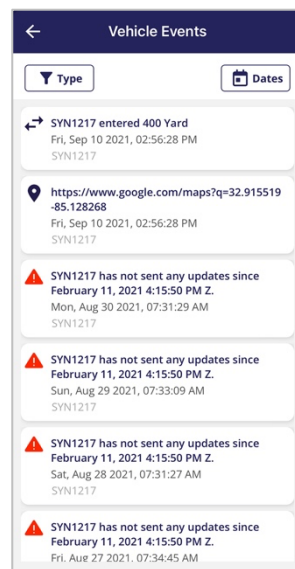 Vehicle Events
Type
Dates
SYN1217 entered 400 Yard
Fri, Sep 10 2021, 02:56:28 PM
SYN1217
https://www.google.com/maps?q=32.915519
-85.128268
Fri, Sep 10 2021, 02:56:28 PM
SYN1217
SYN1217 has not sent any updates since
February 11, 2021 4:15:50 PM Z.
Mon, Aug 30 2021, 07:31:29 AM
SYN1217
SYN1217 has not sent any updates since
February 11, 2021 4:15:50 PM Z.
Sun, Aug 29 2021, 07:33:09 AM
SYN1217
SYN1217 has not sent any updates since
February 11, 2021 4:15:50 PM Z.
Sat, Aug 28 2021, 07:31:27 AM
SYN1217
SYN1217 has not sent any updates since
February 11, 2021 4:15:50 PM Z.
Fri, Aug 27 2021, 07:34:45 AM